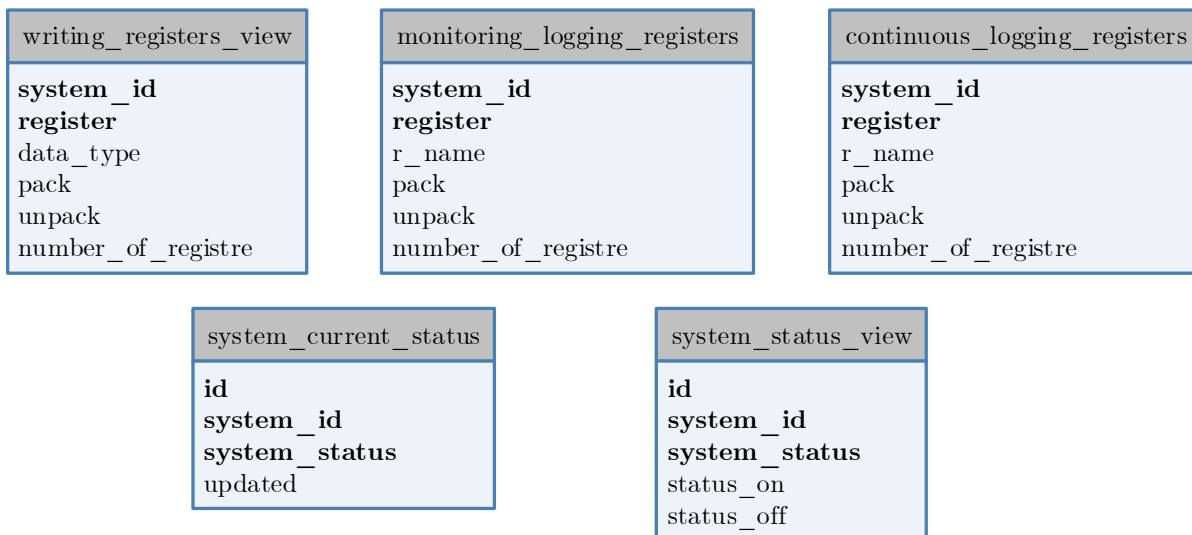 writing_registers_view
system_id
register
data_type
pack
unpack
number_of_registre
monitoring_logging_registers
system_id
register
r_name
pack
unpack
number_of_registre
continuous_logging_registers
system_id
register
r_name
pack
unpack
number_of_registre
system_current_status
id
system_id
system_status
updated
system_status_view
id
system_id
system_status
status_on
status_off